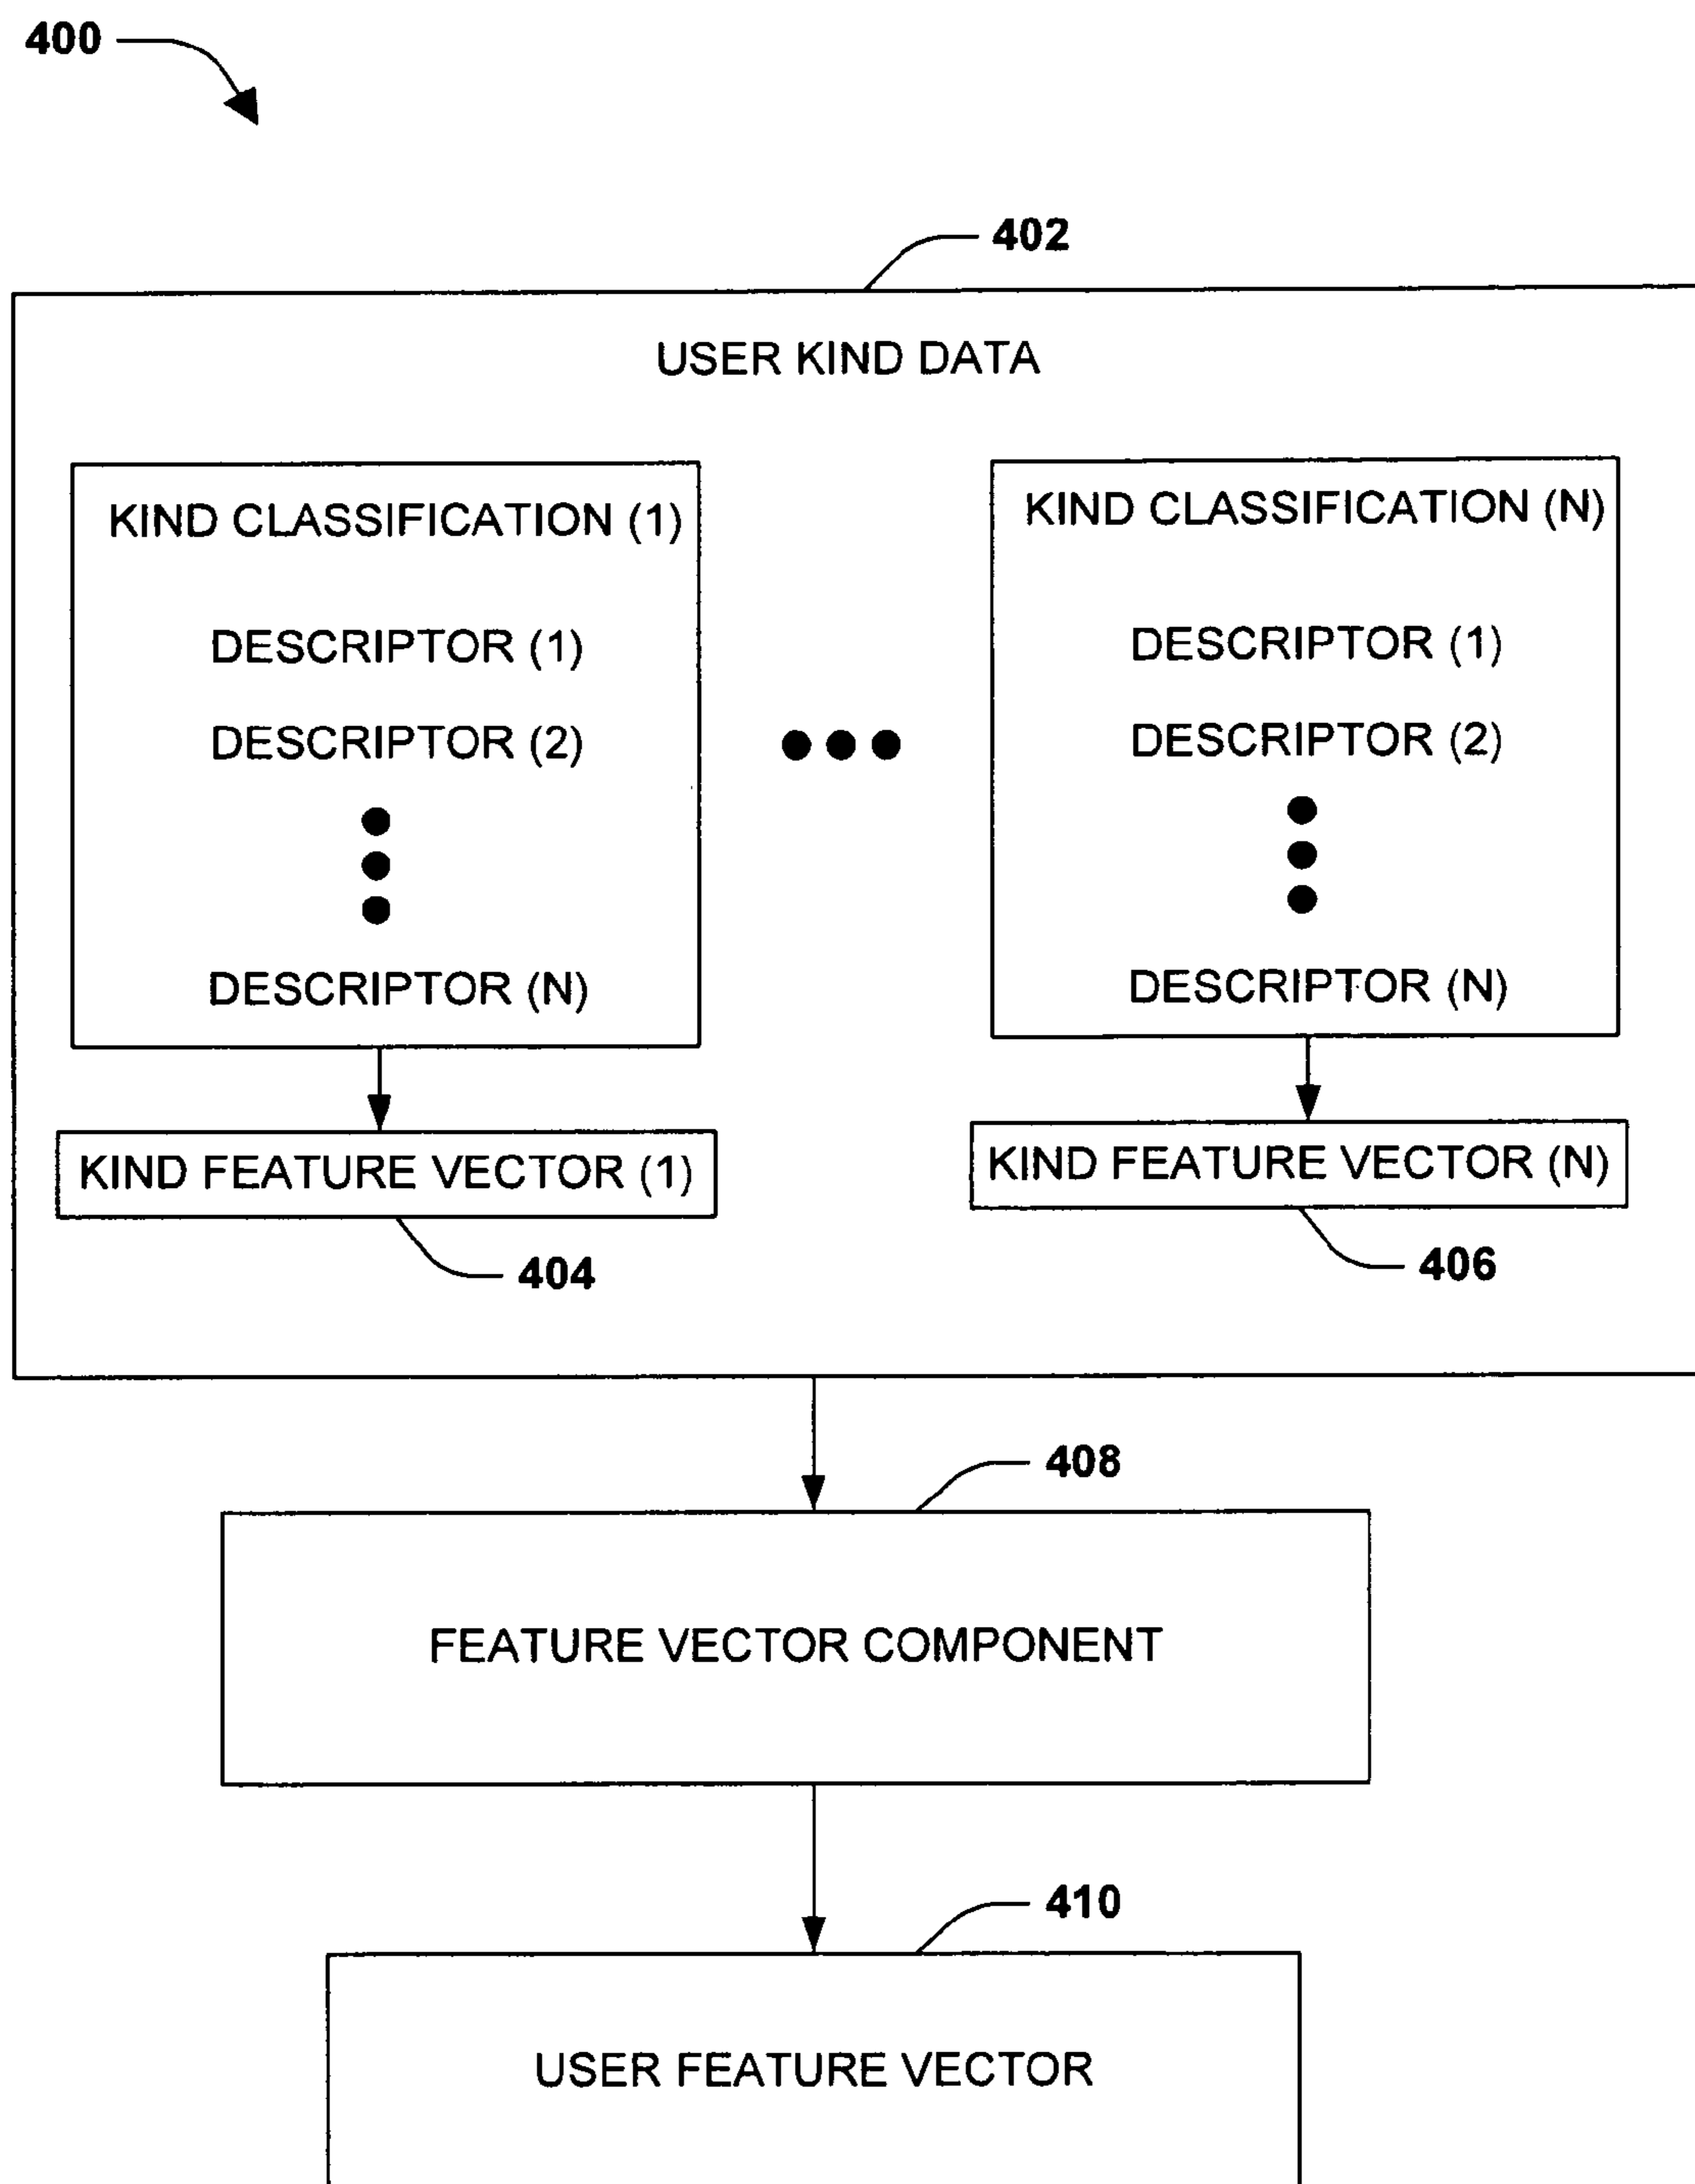 400
402
USER KIND DATA
KIND CLASSIFICATION (1)
DESCRIPTOR (1)
DESCRIPTOR (2)
DESCRIPTOR (N)
KIND FEATURE VECTOR (1)
404
KIND CLASSIFICATION (N)
DESCRIPTOR (1)
DESCRIPTOR (2)
DESCRIPTOR (N)
KIND FEATURE VECTOR (N)
406
408
FEATURE VECTOR COMPONENT
410
USER FEATURE VECTOR